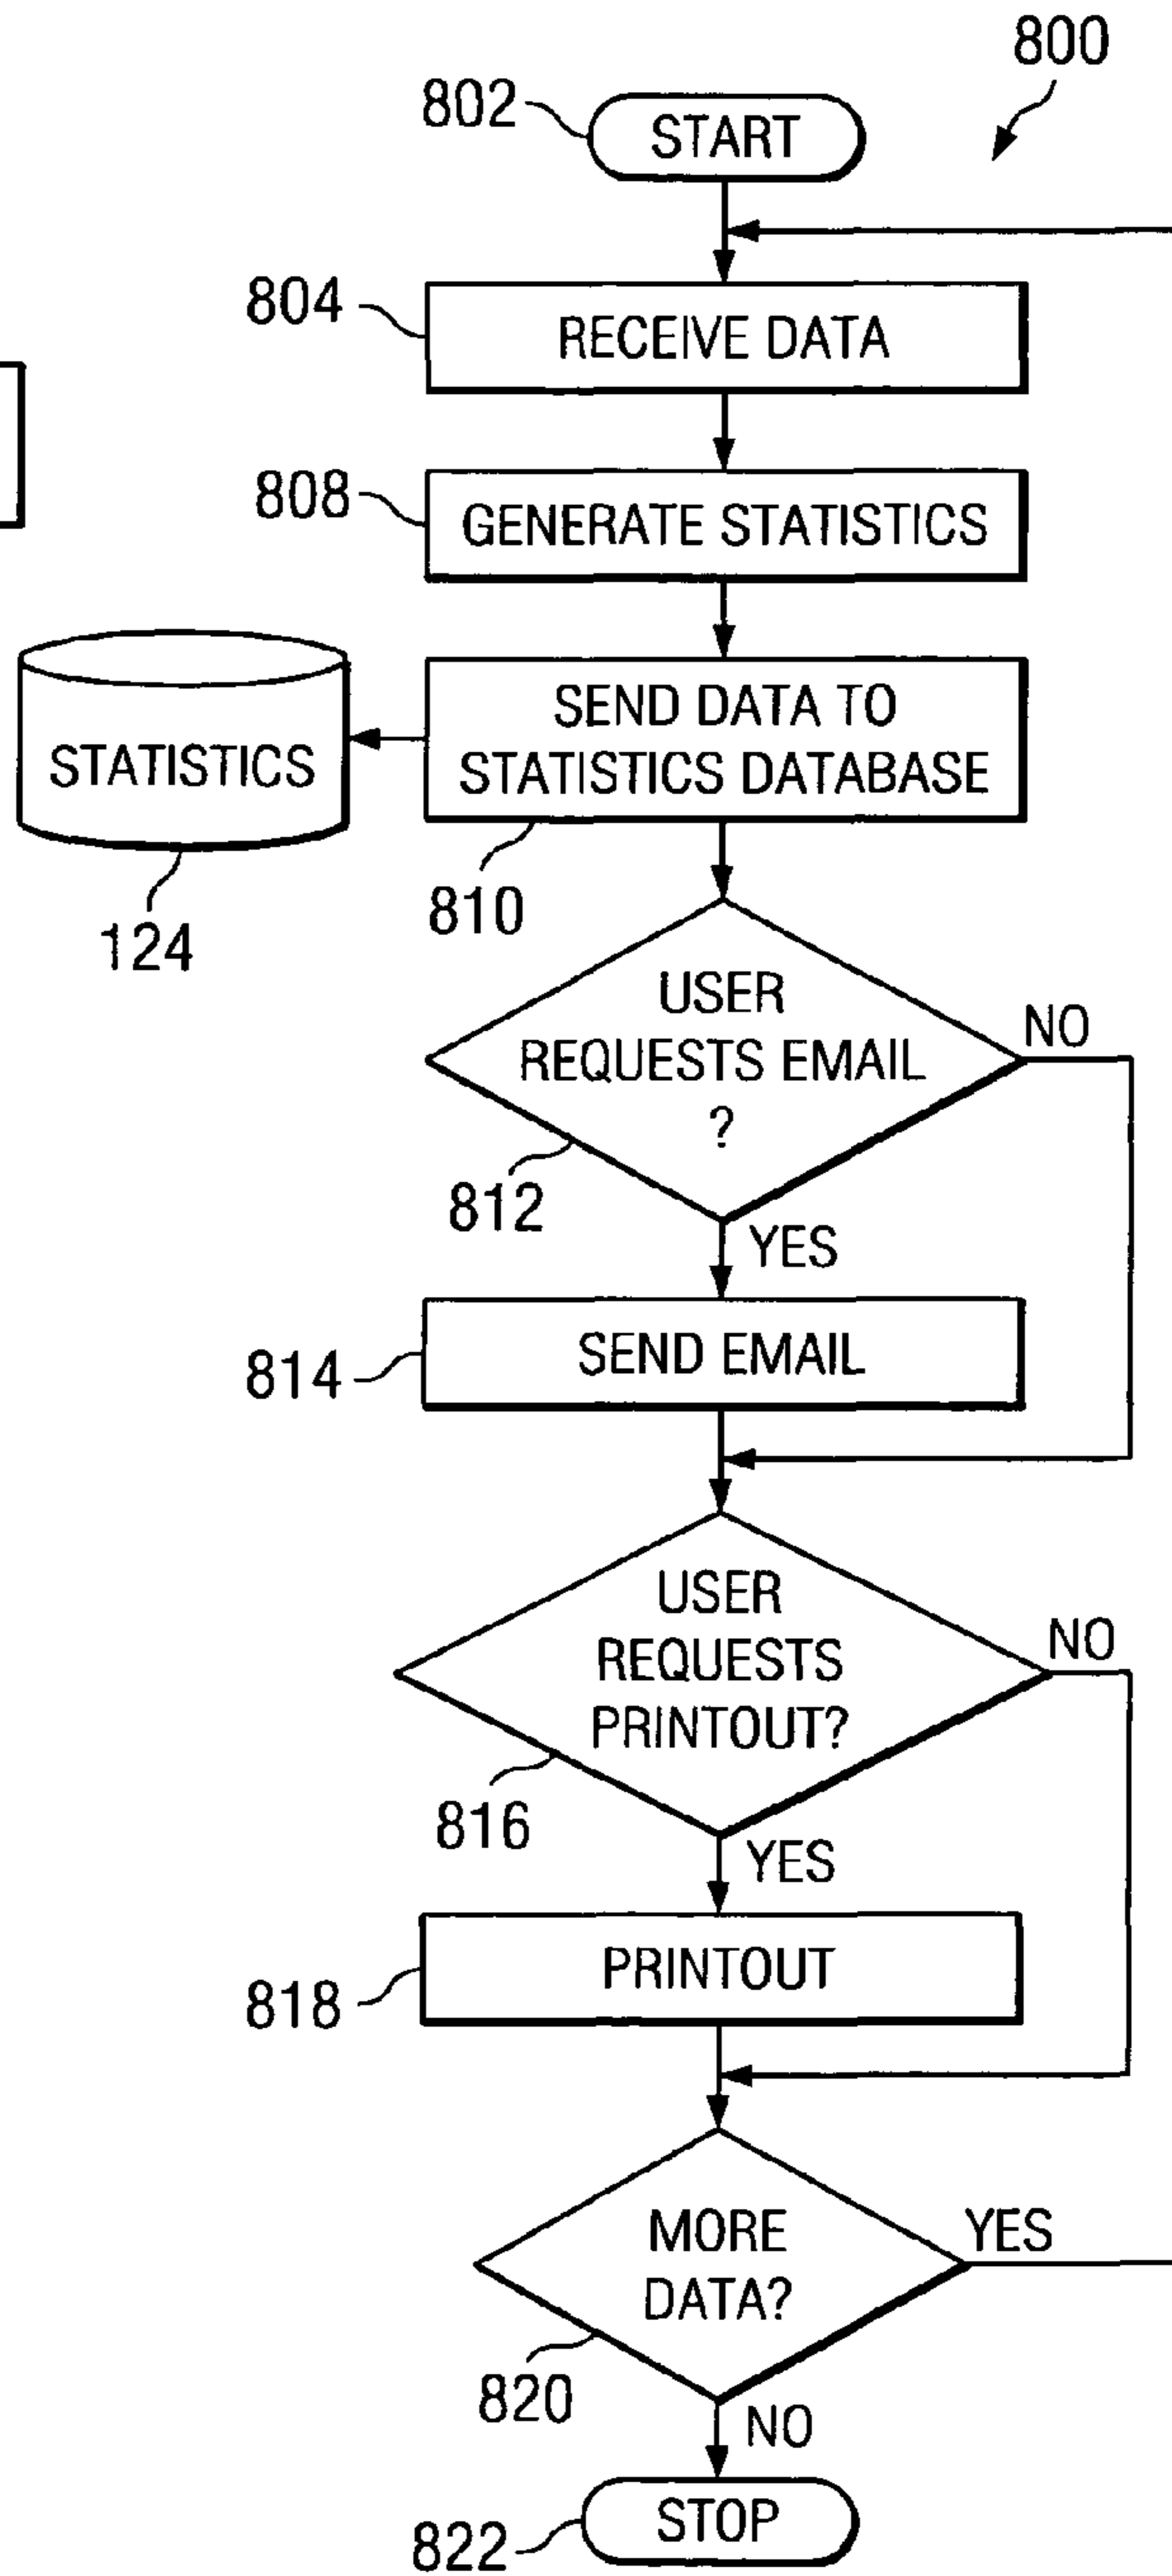 800
802
START
804
RECEIVE DATA
808
GENERATE STATISTICS
SEND DATA TO
STATISTICS DATABASE
STATISTICS
810
124
USER
REQUESTS EMAIL
?
NO
812
YES
814
SEND EMAIL
USER
REQUESTS
PRINTOUT?
NO
816
YES
818
PRINTOUT
MORE
DATA?
YES
820
NO
822
STOP